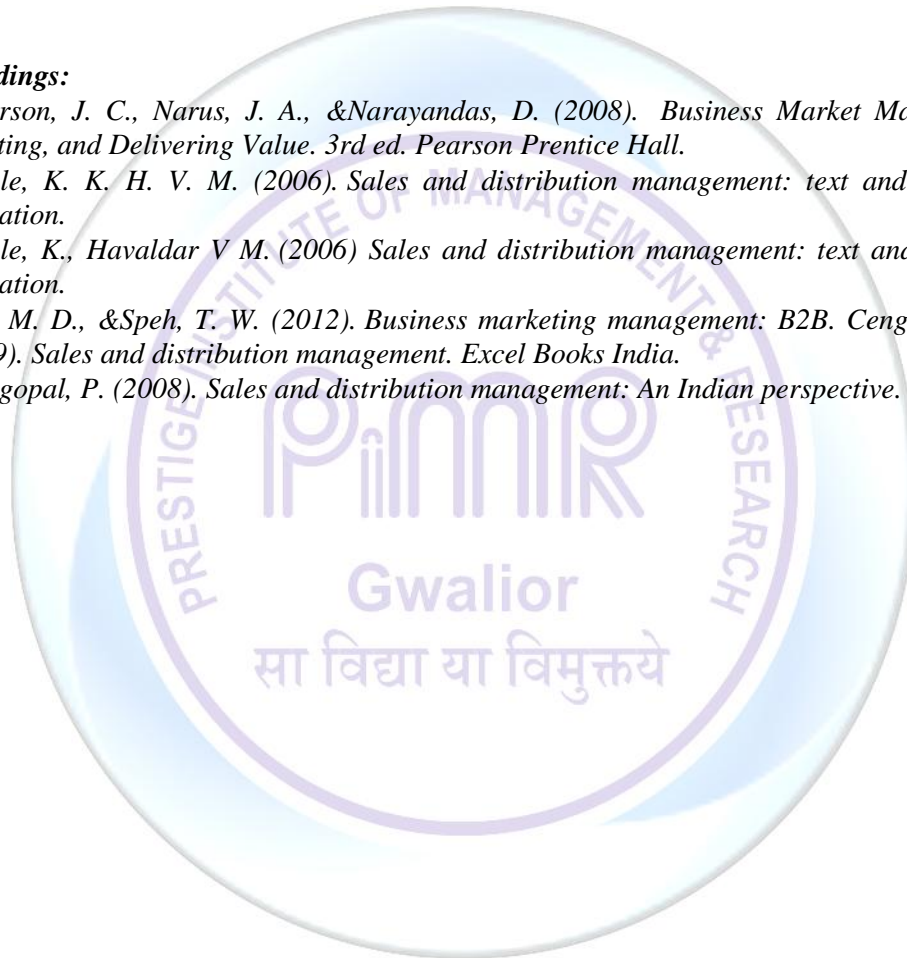 dings:
rson, J. C., Narus, J. A., &Narayandas, D. (2008). Business Market Ma
ting, and Delivering Value. 3rd ed. Pearson Prentice Hall.
le, K. K. H. V. M. (2006). Sales and distribution management: text and
ation.
le, K., Havaldar V M. (2006) Sales and distribution management: text and
ation.
M. D., &Speh, T. W. (2012). Business marketing management: B2B. Ceng
9). Sales and distribution management. Excel Books India.
gopal, P. (2008). Sales and distribution management: An Indian perspective.
PRESTIGE INSTITUTE OF MANAGEMENT & RESEARCH
PiMR
Gwalior
सा विद्या या विमुक्तये